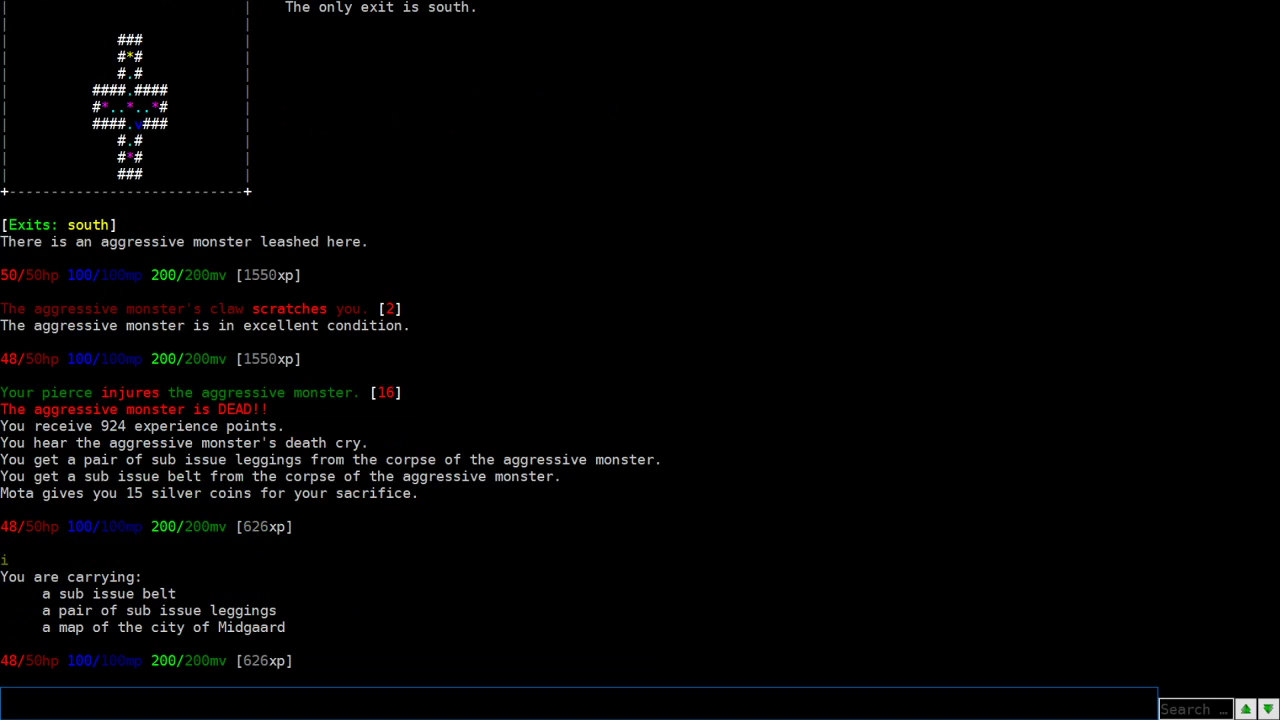 The only exit is south.
###
#*#
#.#
####.####
#*..*..*#
####.v###
#.#
#*#
###
+----------------------------+
[Exits: south]
There is an aggressive monster leashed here.
50/50hp 100/100mp 200/200mv [1550xp]
The aggressive monster's claw scratches you. [2]
The aggressive monster is in excellent condition.
48/50hp 100/100mp 200/200mv [1550xp]
Your pierce injures the aggressive monster. [16]
The aggressive monster is DEAD!!
You receive 924 experience points.
You hear the aggressive monster's death cry.
You get a pair of sub issue leggings from the corpse of the aggressive monster.
You get a sub issue belt from the corpse of the aggressive monster.
Mota gives you 15 silver coins for your sacrifice.
48/50hp 100/100mp 200/200mv [626xp]
i
You are carrying:
a sub issue belt
a pair of sub issue leggings
a map of the city of Midgaard
48/50hp 100/100mp 200/200mv [626xp]
Search ...